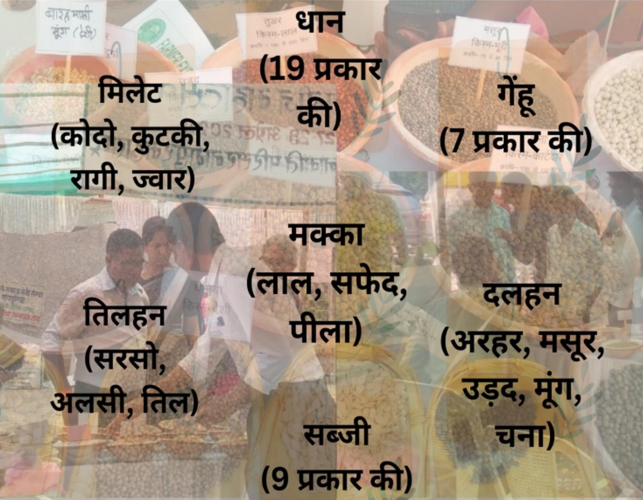 धान
(19 प्रकार
की)
मिलेट
(कोदो, कुटकी,
रागी, ज्वार)
गेंहू
(7 प्रकार की)
मक्का
(लाल, सफेद,
पीला)
तिलहन
(सरसो,
अलसी, तिल)
दलहन
(अरहर, मसूर,
उड़द, मूंग,
चना)
सब्जी
(9 प्रकार की)